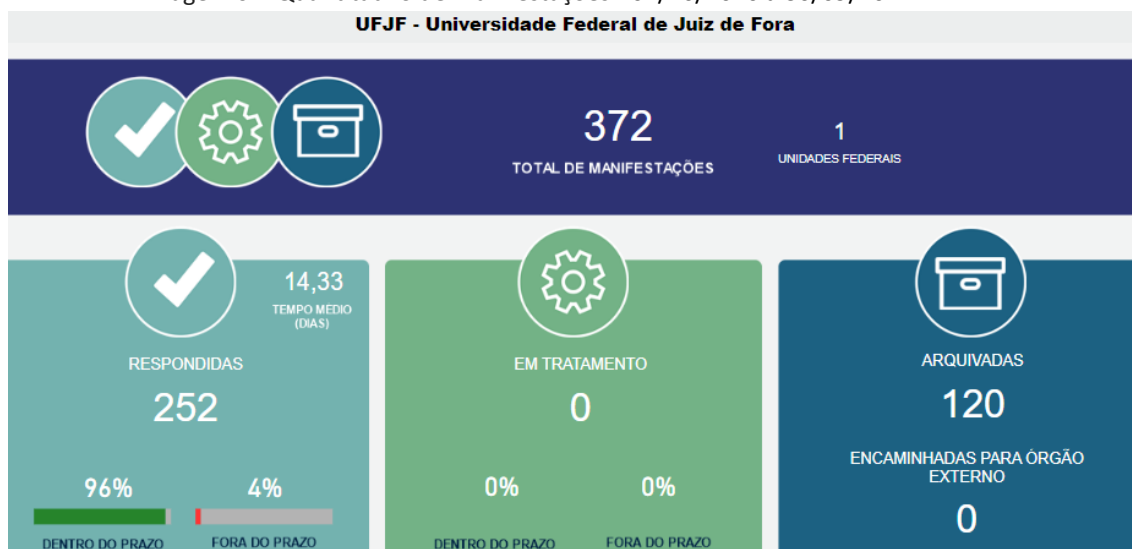 UFJF - Universidade Federal de Juiz de Fora
372
TOTAL DE MANIFESTAÇÕES
1
UNIDADES FEDERAIS
14,33
TEMPO MÉDIO
(DIAS)
RESPONDIDAS
252
96%
4%
DENTRO DO PRAZO
FORA DO PRAZO
EM TRATAMENTO
0
0%
0%
DENTRO DO PRAZO
FORA DO PRAZO
ARQUIVADAS
120
ENCAMINHADAS PARA ÓRGÃO
EXTERNO
0